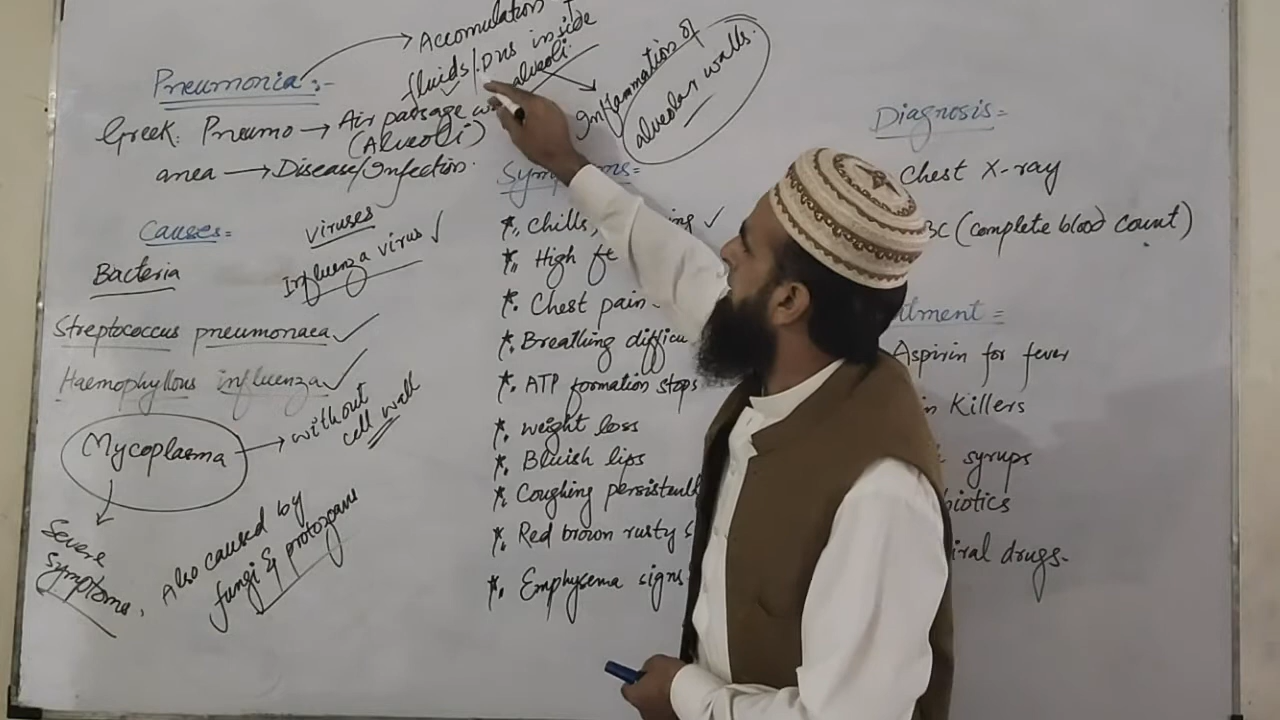 Pneumonia:-
Accomulation of
fluids/Pus inside
alveoli.
Inflammation of
alveolar walls.
Greek: Pneumo → Air passage
(Alveoli)
anea → Disease/Infection.
Causes=
Bacteria
Streptococcus pneumonaea
Haemophyllous influenza
Mycoplasma → without
cell wall
Severe
symptoms,
Also caused by
fungi & protozoans
viruses
Influenza virus
Symptoms=
*. Chills,
*. High fe
*. Chest pain
*. Breathing difficu
*. ATP formation stops
*. Weight loss
*. Bluish lips
*. Coughing persistentl
*. Red brown rusty s
*. Emphysema signs
Diagnosis=
Chest X-ray
BC (complete blood count)
tment =
Aspirin for fever
in Killers
syrups
biotics
iral drugs.